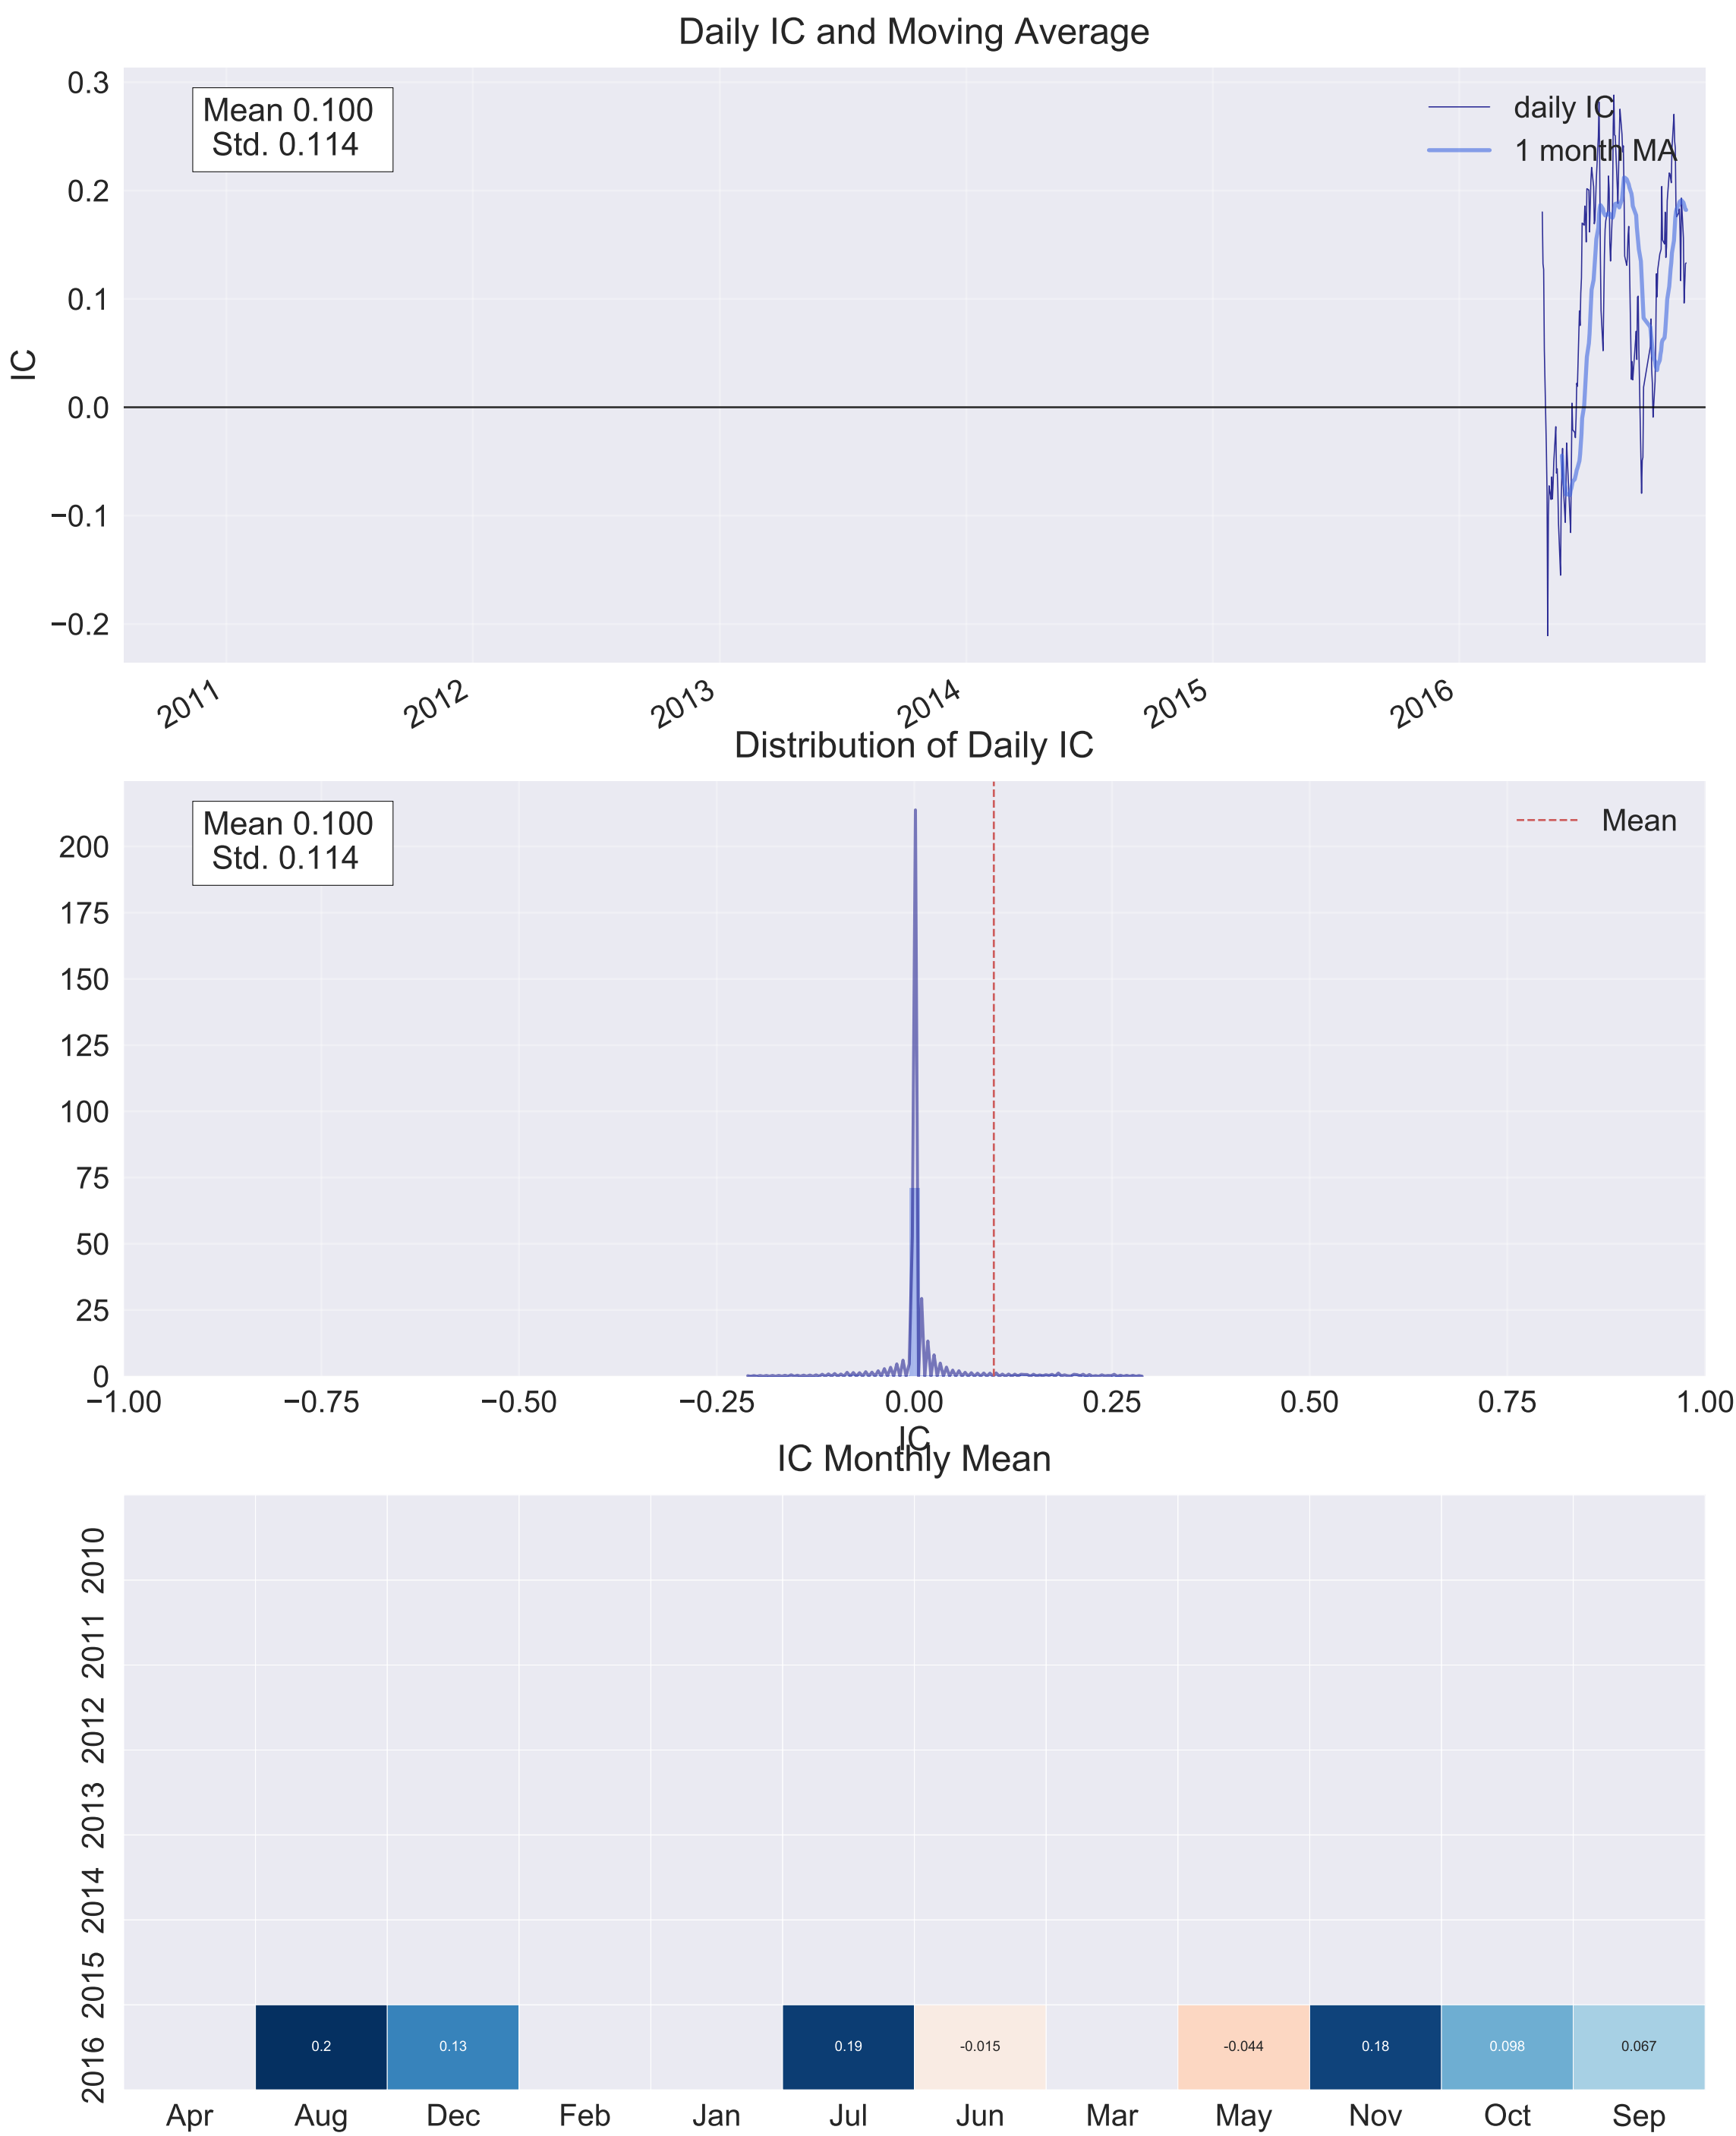 Daily IC and Moving Average
0.3
0.2
0.1
0.0
−0.1
−0.2
IC
Mean 0.100
Std. 0.114
daily IC
1 month MA
2011
2012
2013
2014
2015
2016
Distribution of Daily IC
200
175
150
125
100
75
50
25
0
Mean 0.100
Std. 0.114
Mean
−1.00 −0.75 −0.50 −0.25 0.00 0.25 0.50 0.75 1.00
IC
IC Monthly Mean
2010
2011
2012
2013
2014
2015
2016
0.2 0.13 0.19 -0.015 -0.044 0.18 0.098 0.067
Apr Aug Dec Feb Jan Jul Jun Mar May Nov Oct Sep